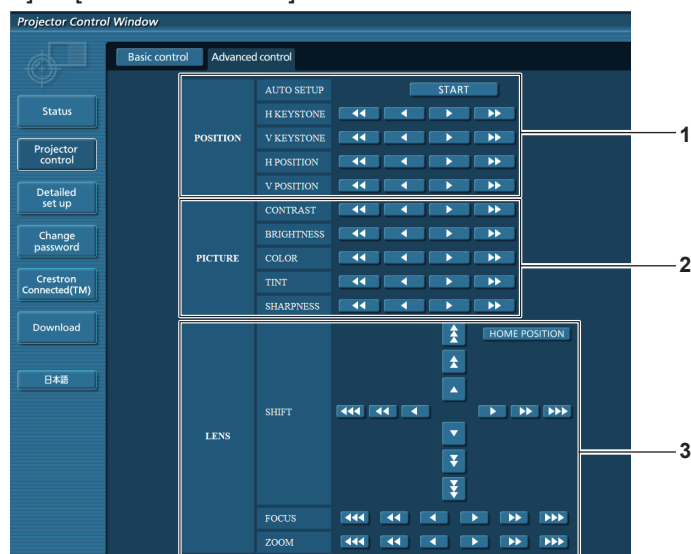 Projector Control Window
Basic control
Advanced control
Status
Projector
control
Detailed
set up
Change
password
Crestron
Connected(TM)
Download
日本語
POSITION
AUTO SETUP
START
H KEYSTONE
V KEYSTONE
H POSITION
V POSITION
1
PICTURE
CONTRAST
BRIGHTNESS
COLOR
TINT
SHARPNESS
2
LENS
SHIFT
HOME POSITION
FOCUS
ZOOM
3